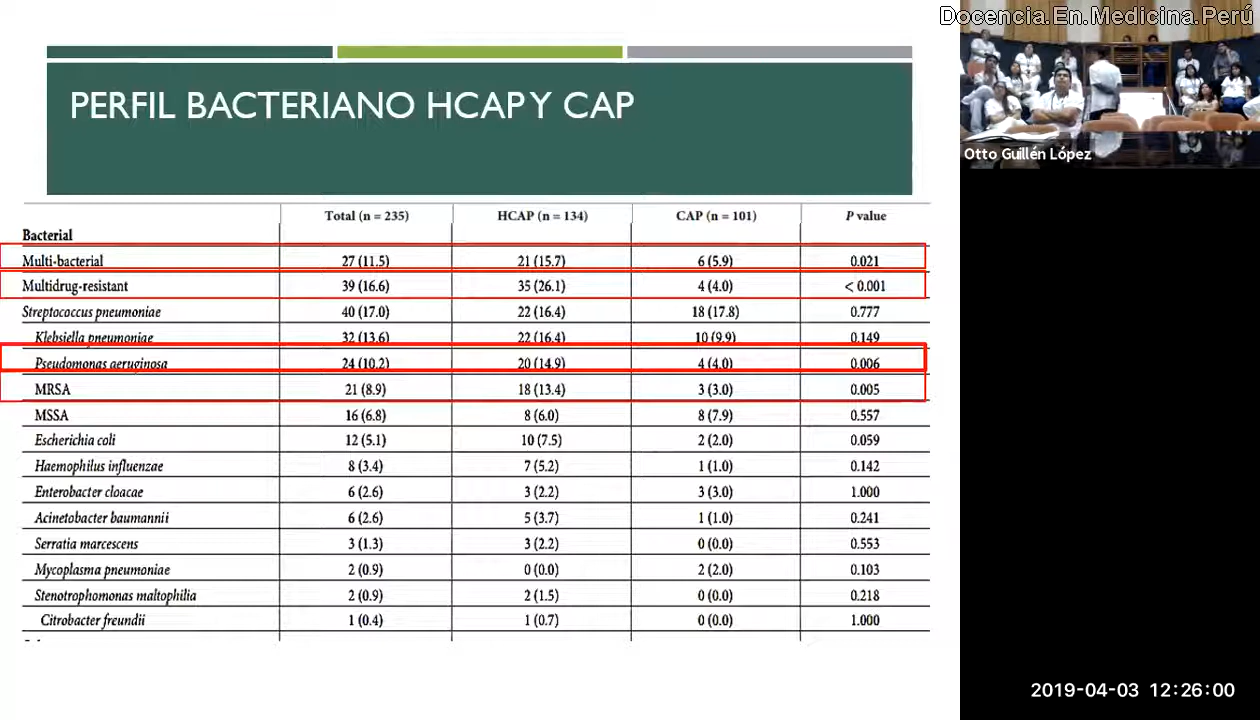 Docencia.En.Medicina.Perú
PERFIL BACTERIANO HCAP Y CAP
Otto Guillén López
Total (n = 235) HCAP (n = 134) CAP (n = 101) P value
Bacterial
Multi-bacterial 27 (11.5) 21 (15.7) 6 (5.9) 0.021
Multidrug-resistant 39 (16.6) 35 (26.1) 4 (4.0) < 0.001
Streptococcus pneumoniae 40 (17.0) 22 (16.4) 18 (17.8) 0.777
Klebsiella pneumoniae 32 (13.6) 22 (16.4) 10 (9.9) 0.149
Pseudomonas aeruginosa 24 (10.2) 20 (14.9) 4 (4.0) 0.006
MRSA 21 (8.9) 18 (13.4) 3 (3.0) 0.005
MSSA 16 (6.8) 8 (6.0) 8 (7.9) 0.557
Escherichia coli 12 (5.1) 10 (7.5) 2 (2.0) 0.059
Haemophilus influenzae 8 (3.4) 7 (5.2) 1 (1.0) 0.142
Enterobacter cloacae 6 (2.6) 3 (2.2) 3 (3.0) 1.000
Acinetobacter baumannii 6 (2.6) 5 (3.7) 1 (1.0) 0.241
Serratia marcescens 3 (1.3) 3 (2.2) 0 (0.0) 0.553
Mycoplasma pneumoniae 2 (0.9) 0 (0.0) 2 (2.0) 0.103
Stenotrophomonas maltophilia 2 (0.9) 2 (1.5) 0 (0.0) 0.218
Citrobacter freundii 1 (0.4) 1 (0.7) 0 (0.0) 1.000
2019-04-03 12:26:00